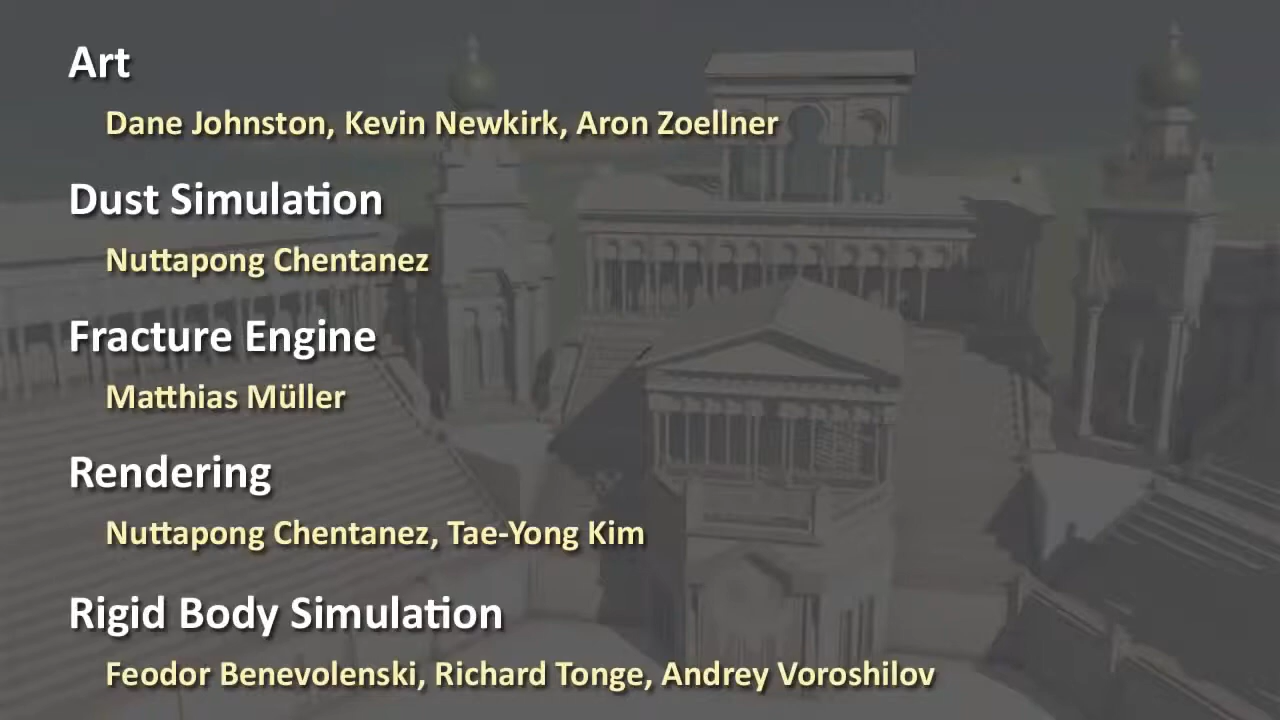 Art
Dane Johnston, Kevin Newkirk, Aron Zoellner
Dust Simulation
Nuttapong Chentanez
Fracture Engine
Matthias Müller
Rendering
Nuttapong Chentanez, Tae-Yong Kim
Rigid Body Simulation
Feodor Benevolenski, Richard Tonge, Andrey Voroshilov